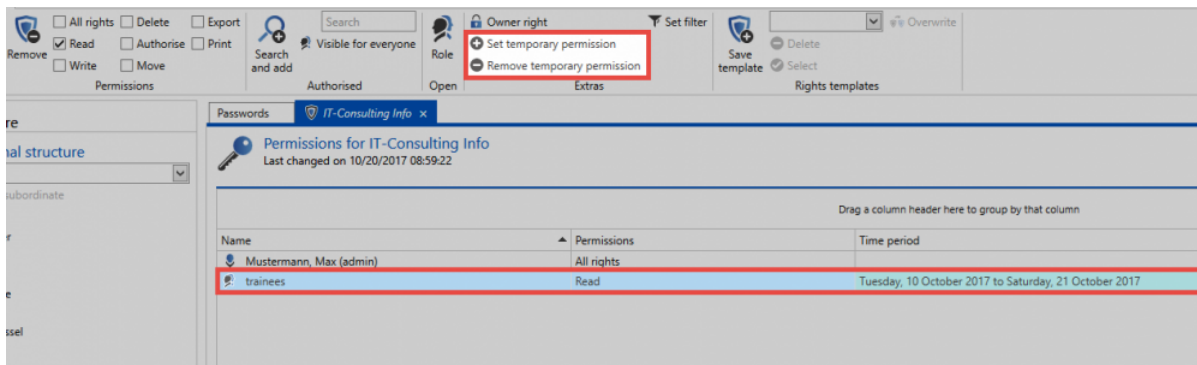 All rights Delete Export Search Owner right Set filter Overwrite
Remove Read Authorise Print Search and add Visible for everyone Role Set temporary permission Save template Delete
Write Move Remove temporary permission Select
Permissions Authorised Open Extras Rights templates
Passwords IT-Consulting Info ×
re
Permissions for IT-Consulting Info
nal structure
Last changed on 10/20/2017 08:59:22
subordinate
Drag a column header here to group by that column
r
Name Permissions Time period
Mustermann, Max (admin) All rights
trainees Read Tuesday, 10 October 2017 to Saturday, 21 October 2017
e
ssel